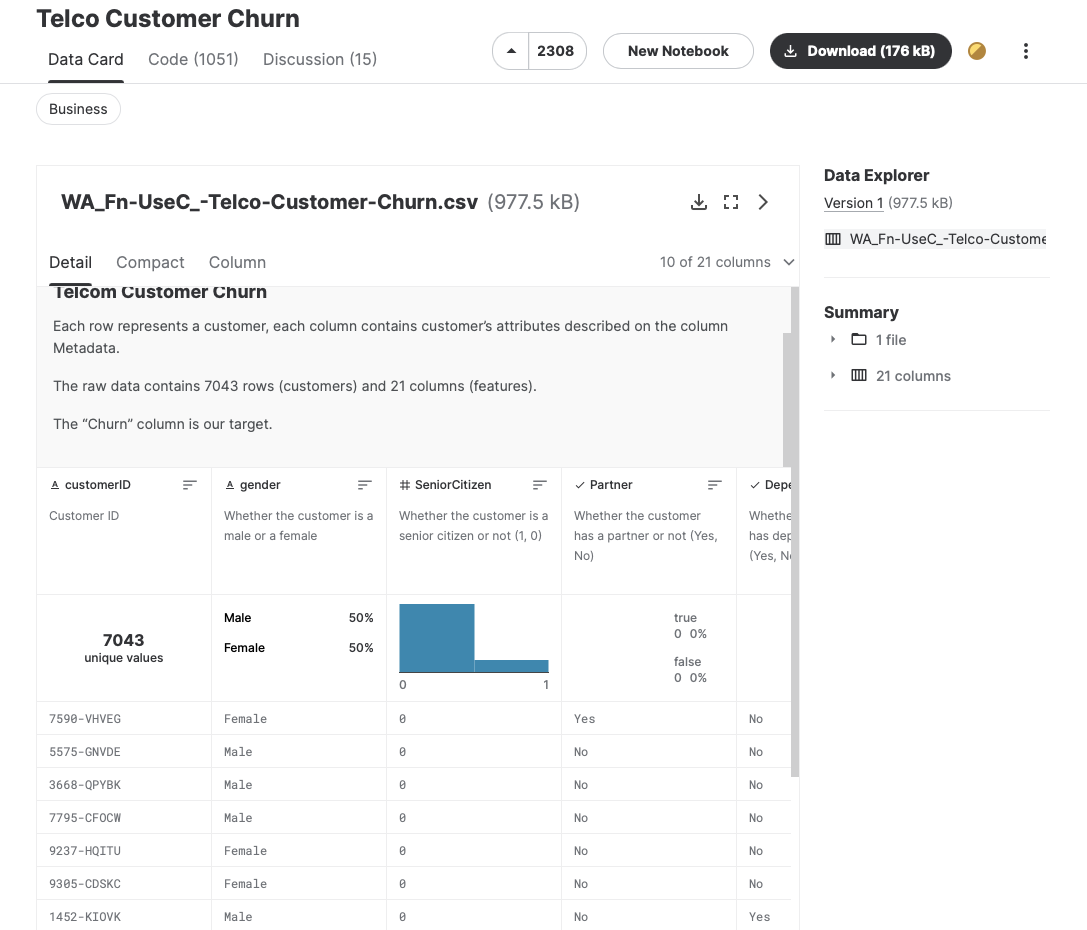 Telco Customer Churn
Data Card Code (1051) Discussion (15)
2308 New Notebook Download (176 kB)
Business
WA_Fn-UseC_-Telco-Customer-Churn.csv (977.5 kB)
Detail Compact Column 10 of 21 columns
Telcom Customer Churn
Each row represents a customer, each column contains customer’s attributes described on the column
Metadata.
The raw data contains 7043 rows (customers) and 21 columns (features).
The “Churn” column is our target.
customerID gender # SeniorCitizen Partner Depe
Customer ID
Whether the customer is a
male or a female
Whether the customer is a
senior citizen or not (1, 0)
Whether the customer
has a partner or not (Yes,
No)
Whethe
has dep
(Yes, N
7043
unique values
Male 50%
Female 50%
0 1
true
0 0%
false
0 0%
7590-VHVEG Female 0 Yes No
5575-GNVDE Male 0 No No
3668-QPYBK Male 0 No No
7795-CFOCW Male 0 No No
9237-HQITU Female 0 No No
9305-CDSKC Female 0 No No
1452-KIOVK Male 0 No Yes
Data Explorer
Version 1 (977.5 kB)
WA_Fn-UseC_-Telco-Custome
Summary
1 file
21 columns